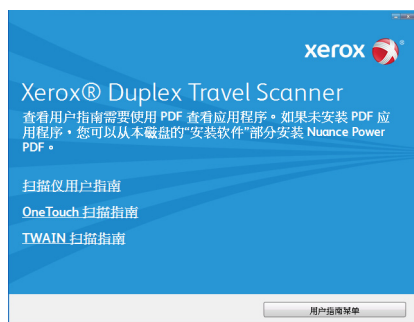 xerox
Xerox® Duplex Travel Scanner
查看用户指南需要使用 PDF 查看应用程序。如果未安装 PDF 应
用程序，您可以从本磁盘的“安装软件”部分安装 Nuance Power
PDF。
扫描仪用户指南
OneTouch 扫描指南
TWAIN 扫描指南
用户指南菜单